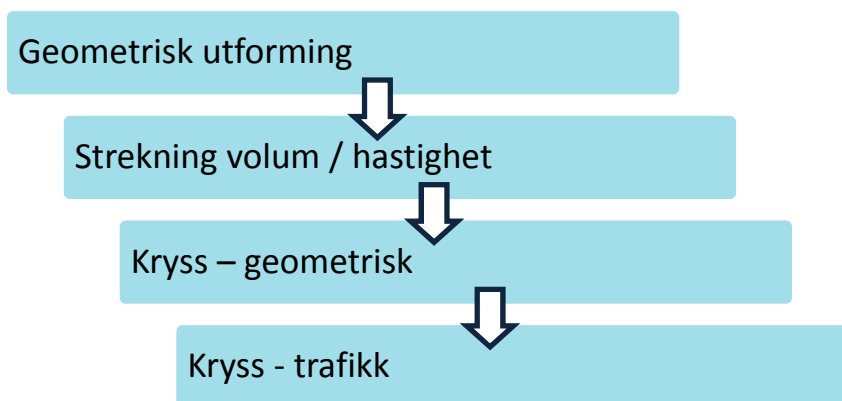 Geometrisk utforming
Strekning volum / hastighet
Kryss – geometrisk
Kryss - trafikk